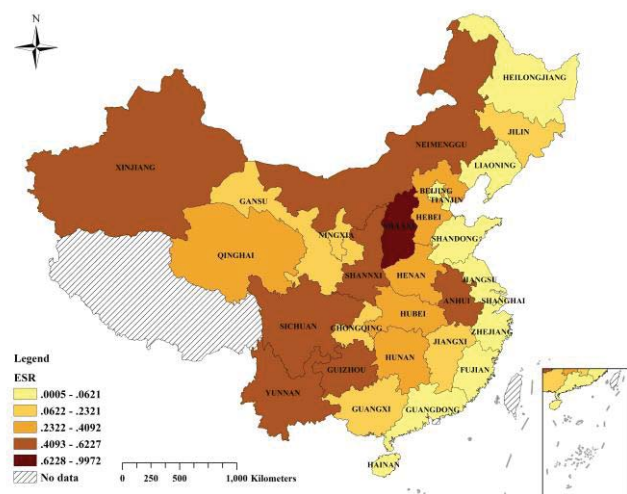 N
HEILONGJIANG
JILIN
NEIMENGGU
LIAONING
XINJIANG
BEIJING
TIANJIN
GANSU
HEBEI
NINGXIA
SHANDONG
QINGHAI
SHANNXI
HENAN
JIANGSU
ANHUI
SHANGHAI
HUBEI
SICHUAN
CHONGQING
ZHEJIANG
HUNAN
JIANGXI
GUIZHOU
FUJIAN
YUNNAN
GUANGXI
GUANGDONG
HAINAN
Legend
ESR
.0005 - .0621
.0622 - .2321
.2322 - .4092
.4093 - .6227
.6228 - .9972
No data
0 250 500 1,000 Kilometers